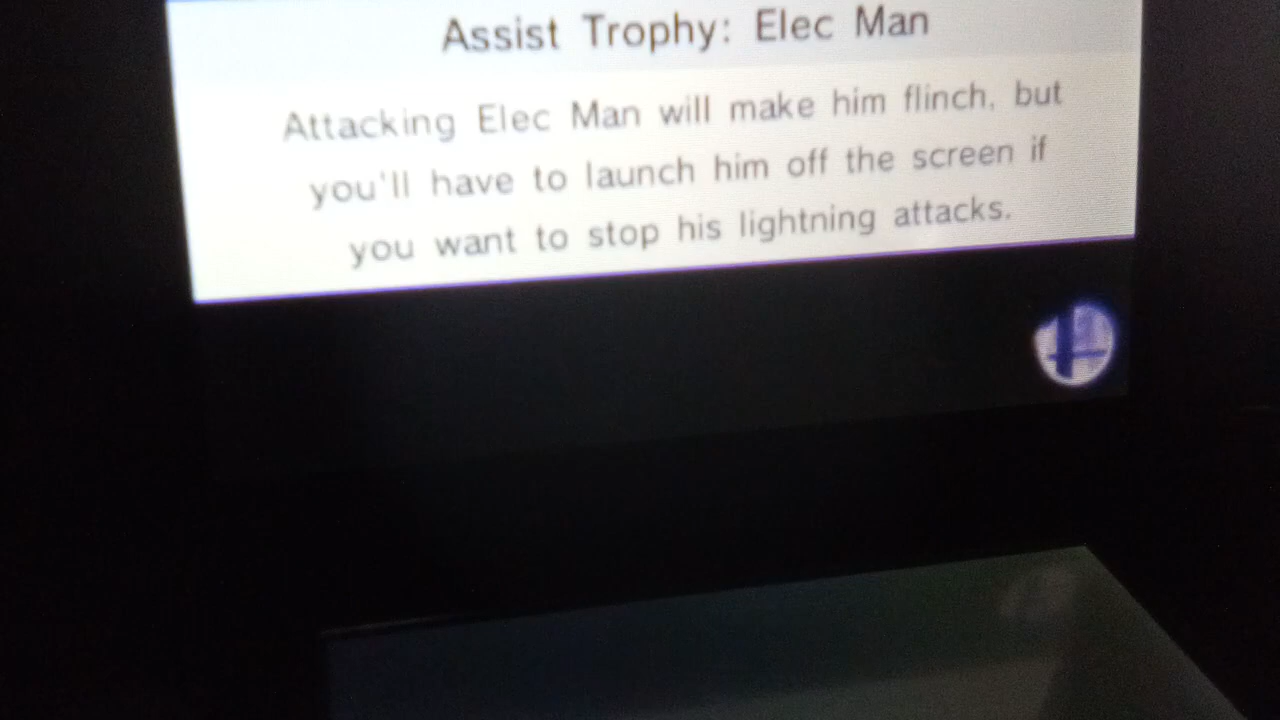 Assist Trophy: Elec Man
Attacking Elec Man will make him flinch, but
you'll have to launch him off the screen if
you want to stop his lightning attacks.